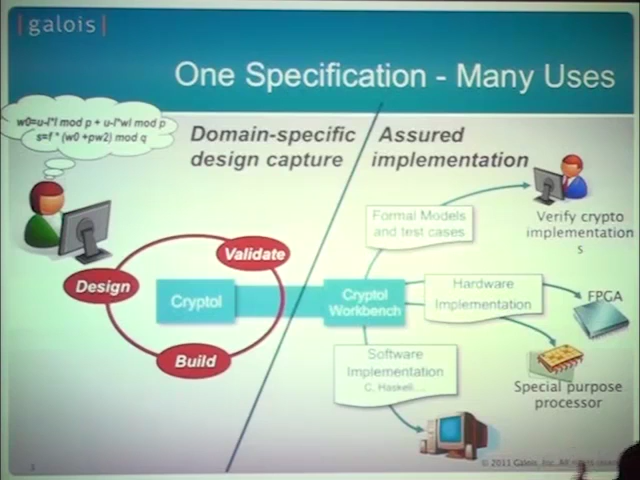 |galois|
One Specification - Many Uses
w0=u-l*l mod p + u-l*wl mod p
s=f * (w0 +pw2) mod q
Domain-specific
design capture
Assured
implementation
Design
Validate
Build
Cryptol
Cryptol
Workbench
Formal Models
and test cases
Verify crypto
implementation
s
Hardware
Implementation
FPGA
Special purpose
processor
Software
Implementation
C, Haskell...
3
© 2011 Galois, Inc. All rights